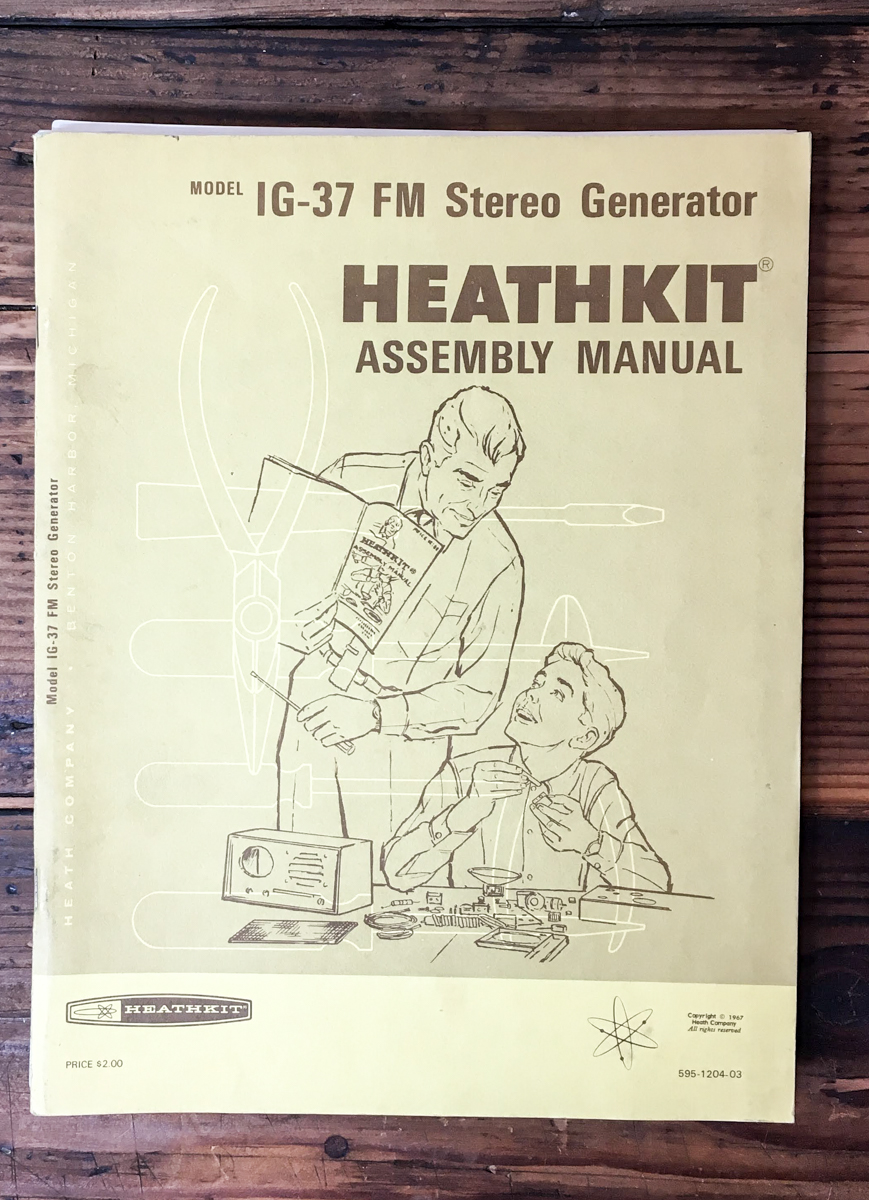 MODEL IG-37 FM Stereo Generator
HEATHKIT®
ASSEMBLY MANUAL
HEATH COMPANY • BENTON HARBOR, MICHIGAN
Model IG-37 FM Stereo Generator
HEATHKIT
ASSEMBLY MANUAL
HEATHKIT
Copyright © 1967
Heath Company
All rights reserved
PRICE $2.00
595-1204-03